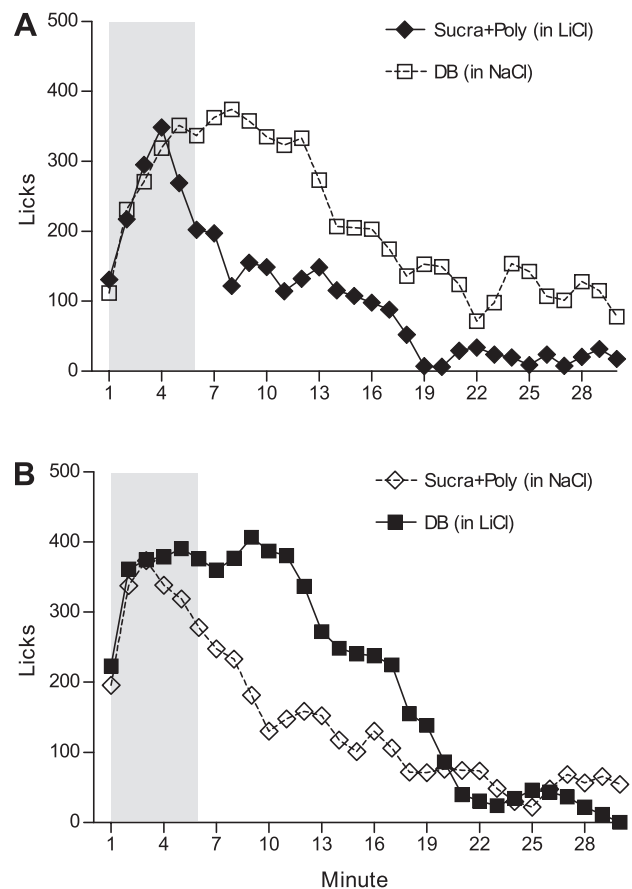 A
500
400
300
200
100
0
Licks
Sucra+Poly (in LiCl)
DB (in NaCl)
1 4 7 10 13 16 19 22 25 28
B
500
400
300
200
100
0
Licks
Sucra+Poly (in NaCl)
DB (in LiCl)
1 4 7 10 13 16 19 22 25 28
Minute